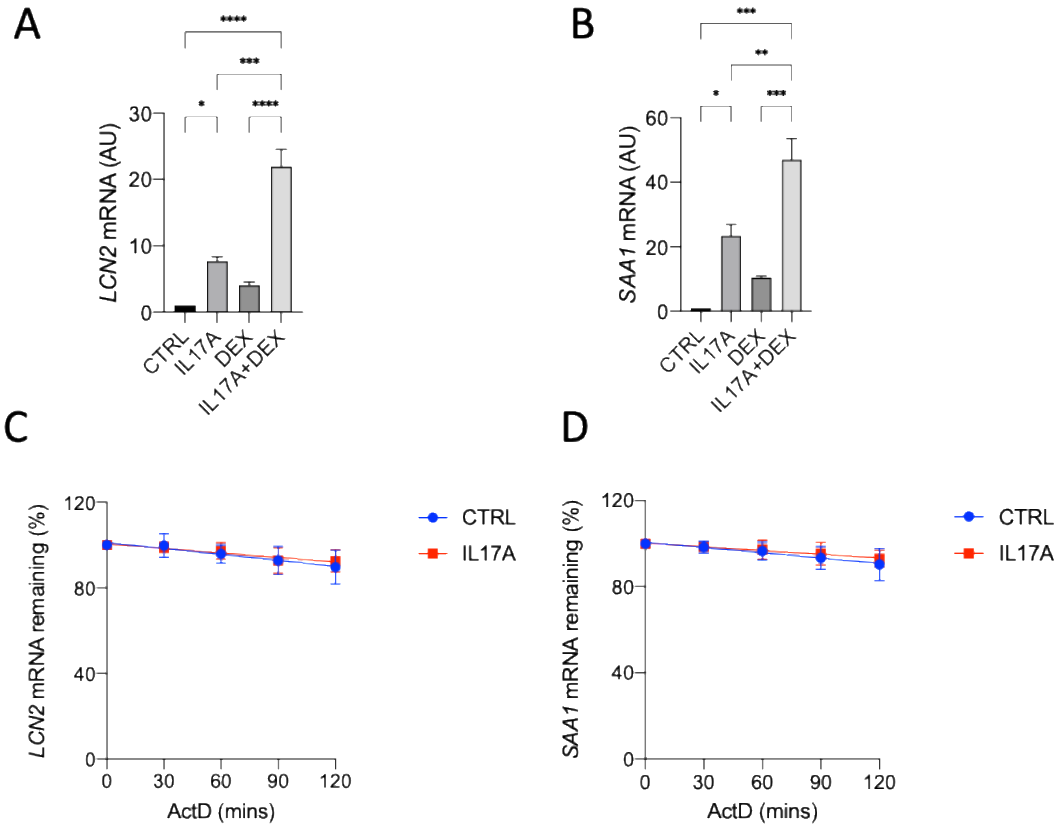 A
****
***
* ****
30
20
10
0
LCN2 mRNA (AU)
CTRL
IL17A
DEX
IL17A+DEX
B
***
**
* ***
60
40
20
0
SAA1 mRNA (AU)
CTRL
IL17A
DEX
IL17A+DEX
C
120
80
40
0
LCN2 mRNA remaining (%)
0 30 60 90 120
ActD (mins)
CTRL
IL17A
D
120
80
40
0
SAA1 mRNA remaining (%)
0 30 60 90 120
ActD (mins)
CTRL
IL17A